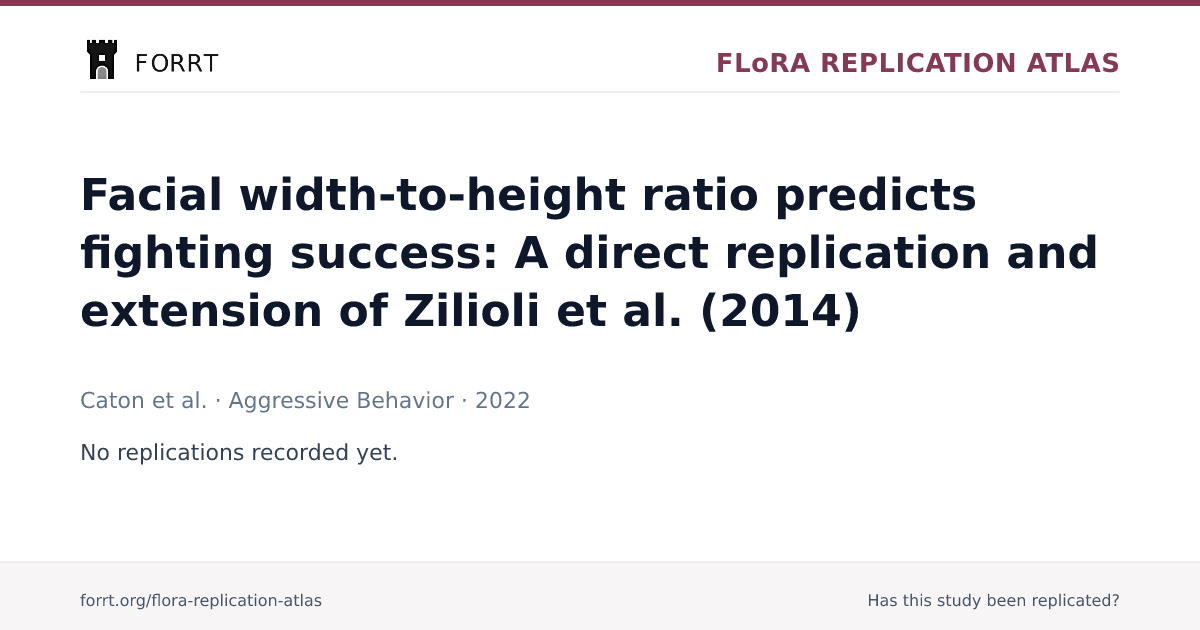 FORRT
FLoRA REPLICATION ATLAS
Facial width-to-height ratio predicts
fighting success: A direct replication and
extension of Zilioli et al. (2014)
Caton et al. · Aggressive Behavior · 2022
No replications recorded yet.
forrt.org/flora-replication-atlas
Has this study been replicated?